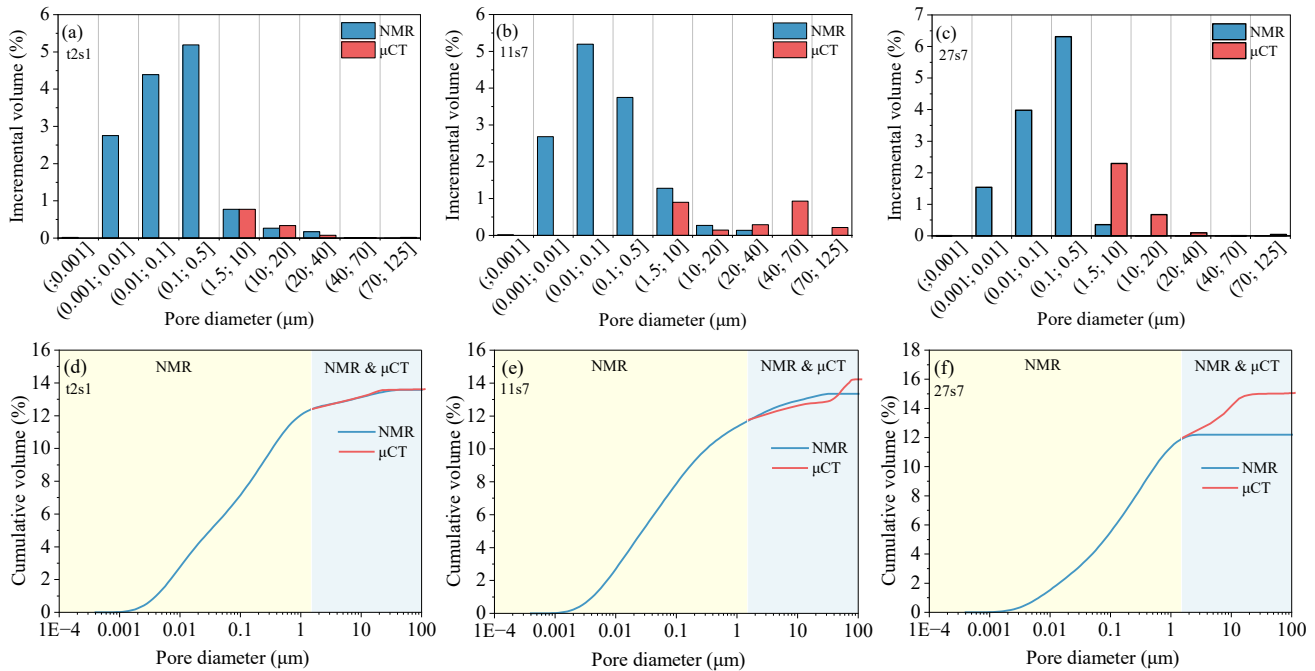 (a)
t2s1
NMR
μCT
Imcremental volume (%)
6
5
4
3
2
1
0
(;0.001]
(0.001; 0.01]
(0.01; 0.1]
(0.1; 0.5]
(1.5; 10]
(10; 20]
(20; 40]
(40; 70]
(70; 125]
Pore diameter (μm)
(b)
11s7
NMR
μCT
Imcremental volume (%)
6
5
4
3
2
1
0
(;0.001]
(0.001; 0.01]
(0.01; 0.1]
(0.1; 0.5]
(1.5; 10]
(10; 20]
(20; 40]
(40; 70]
(70; 125]
Pore diameter (μm)
(c)
27s7
NMR
μCT
Imcremental volume (%)
7
6
5
4
3
2
1
0
(;0.001]
(0.001; 0.01]
(0.01; 0.1]
(0.1; 0.5]
(1.5; 10]
(10; 20]
(20; 40]
(40; 70]
(70; 125]
Pore diameter (μm)
(d)
t2s1
NMR
NMR & μCT
NMR
μCT
Cumulative volume (%)
16
14
12
10
8
6
4
2
0
1E−4 0.001 0.01 0.1 1 10 100
Pore diameter (μm)
(e)
11s7
NMR
NMR & μCT
NMR
μCT
Cumulative volume (%)
16
14
12
10
8
6
4
2
0
1E−4 0.001 0.01 0.1 1 10 100
Pore diameter (μm)
(f)
27s7
NMR
NMR & μCT
NMR
μCT
Cumulative volume (%)
18
16
14
12
10
8
6
4
2
0
1E−4 0.001 0.01 0.1 1 10 100
Pore diameter (μm)